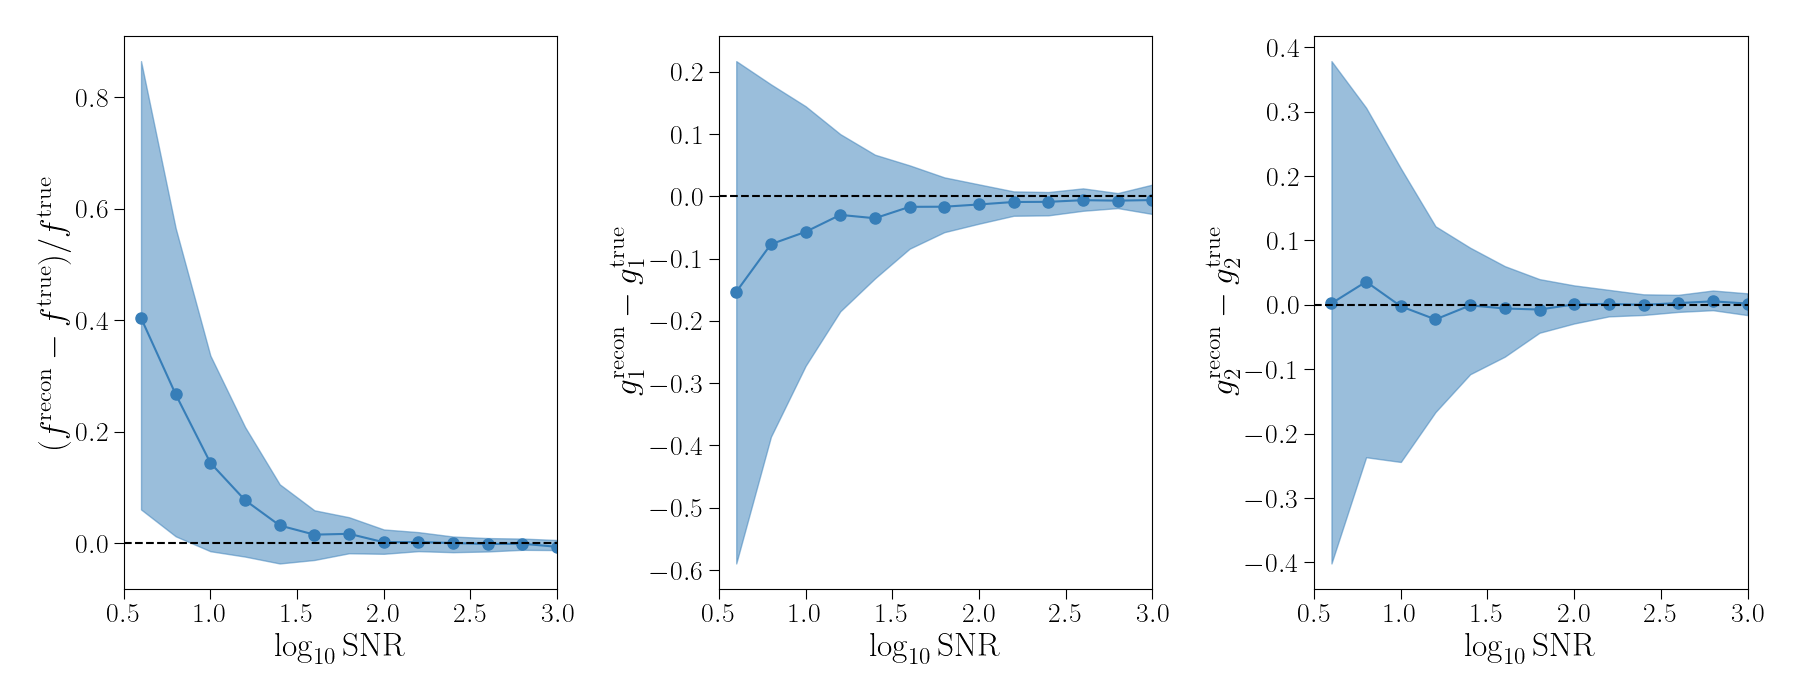 (f^recon − f^true)/f^true
0.8
0.6
0.4
0.2
0.0
0.5 1.0 1.5 2.0 2.5 3.0
log₁₀ SNR
g₁^recon − g₁^true
0.2
0.1
0.0
−0.1
−0.2
−0.3
−0.4
−0.5
−0.6
0.5 1.0 1.5 2.0 2.5 3.0
log₁₀ SNR
g₂^recon − g₂^true
0.4
0.3
0.2
0.1
0.0
−0.1
−0.2
−0.3
−0.4
0.5 1.0 1.5 2.0 2.5 3.0
log₁₀ SNR